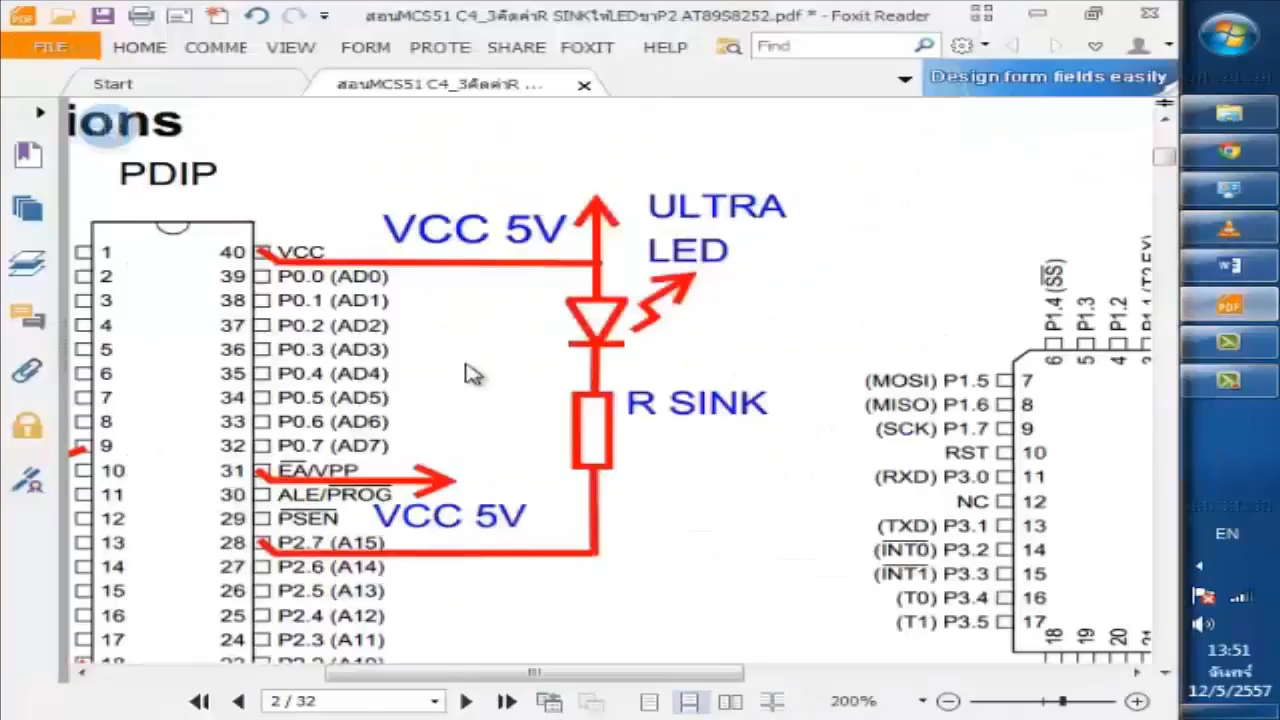 สอนMCS51 C4_3คิดค่าR SINKให้LEDขาP2 AT89S8252.pdf * - Foxit Reader
FILE HOME COMME VIEW FORM PROTE SHARE FOXIT HELP Find
Start สอนMCS51 C4_3คิดค่าR ... Design form fields easily
ions
PDIP
VCC 5V
ULTRA
LED
R SINK
VCC 5V
1 40 VCC
2 39 P0.0 (AD0)
3 38 P0.1 (AD1)
4 37 P0.2 (AD2)
5 36 P0.3 (AD3)
6 35 P0.4 (AD4)
7 34 P0.5 (AD5)
8 33 P0.6 (AD6)
9 32 P0.7 (AD7)
10 31 EA/VPP
11 30 ALE/PROG
12 29 PSEN
13 28 P2.7 (A15)
14 27 P2.6 (A14)
15 26 P2.5 (A13)
16 25 P2.4 (A12)
17 24 P2.3 (A11)
P1.4 (SS)
P1.3
P1.2
6 5 4
(MOSI) P1.5 7
(MISO) P1.6 8
(SCK) P1.7 9
RST 10
(RXD) P3.0 11
NC 12
(TXD) P3.1 13
(INT0) P3.2 14
(INT1) P3.3 15
(T0) P3.4 16
(T1) P3.5 17
18 19 20
2 / 32 200%
EN
13:51
จันทร์
12/5/2557